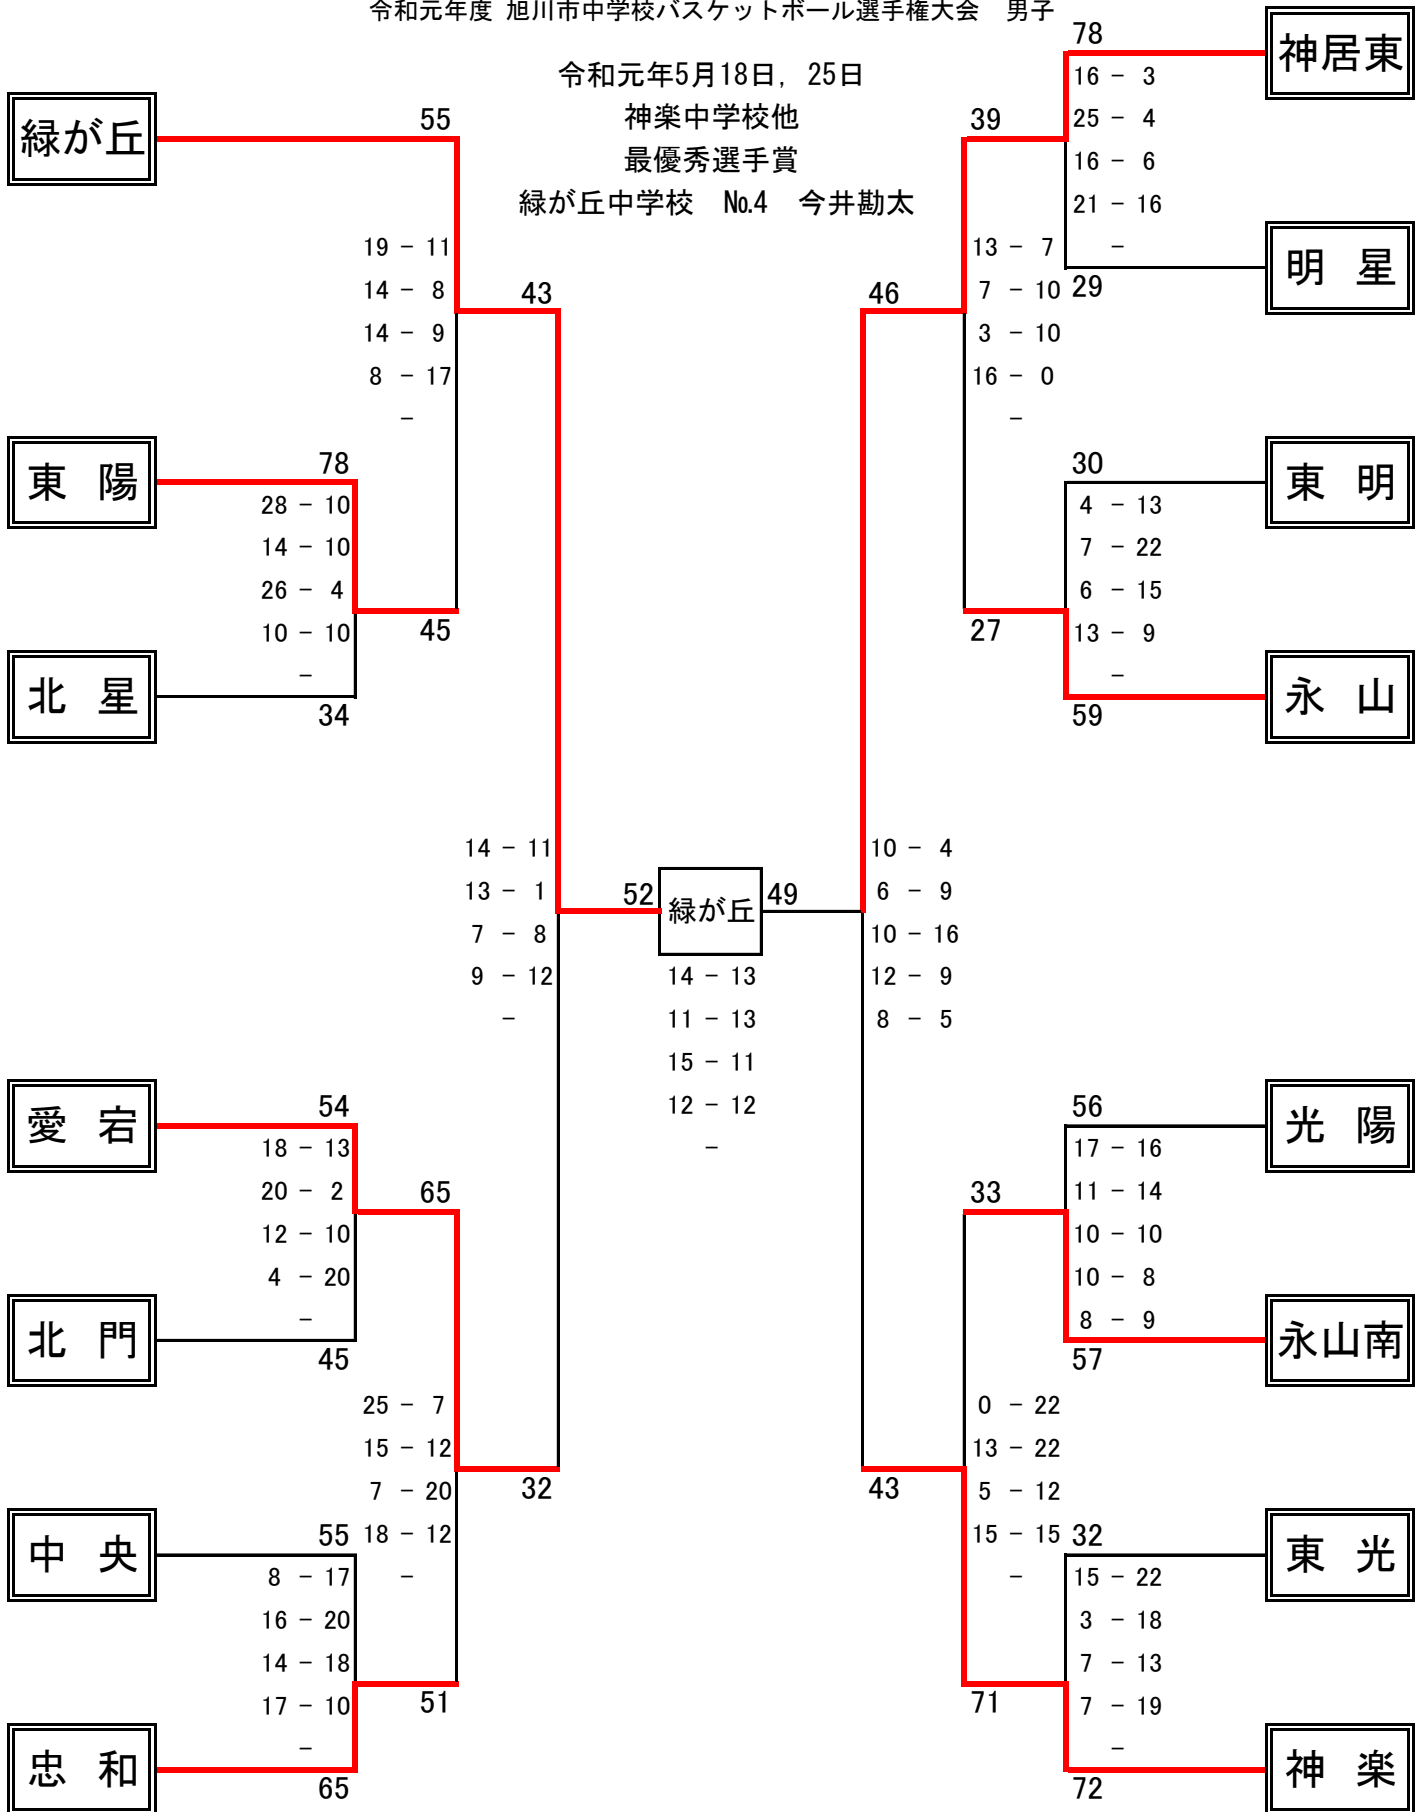 令和元年度 旭川市中学校バスケットボール選手権大会 男子
令和元年5月18日，25日
神楽中学校他
最優秀選手賞
緑が丘中学校 №4 今井勘太
緑が丘
55
19 - 11
14 - 8
14 - 9
8 - 17
-
43
東 陽
78
28 - 10
14 - 10
26 - 4
10 - 10
-
45
北 星
34
14 - 11
13 - 1
7 - 8
9 - 12
-
愛 宕
54
18 - 13
20 - 2
12 - 10
4 - 20
-
65
北 門
45
25 - 7
15 - 12
7 - 20
18 - 12
-
32
中 央
55
8 - 17
16 - 20
14 - 18
17 - 10
-
51
忠 和
65
52
緑が丘
49
14 - 13
11 - 13
15 - 11
12 - 12
-
神居東
78
16 - 3
25 - 4
16 - 6
21 - 16
-
39
明 星
29
46
13 - 7
7 - 10
3 - 10
16 - 0
-
東 明
30
4 - 13
7 - 22
6 - 15
13 - 9
-
27
永 山
59
10 - 4
6 - 9
10 - 16
12 - 9
8 - 5
光 陽
56
17 - 16
11 - 14
10 - 10
10 - 8
8 - 9
33
永山南
57
0 - 22
13 - 22
5 - 12
15 - 15
-
43
東 光
32
15 - 22
3 - 18
7 - 13
7 - 19
-
71
神 楽
72